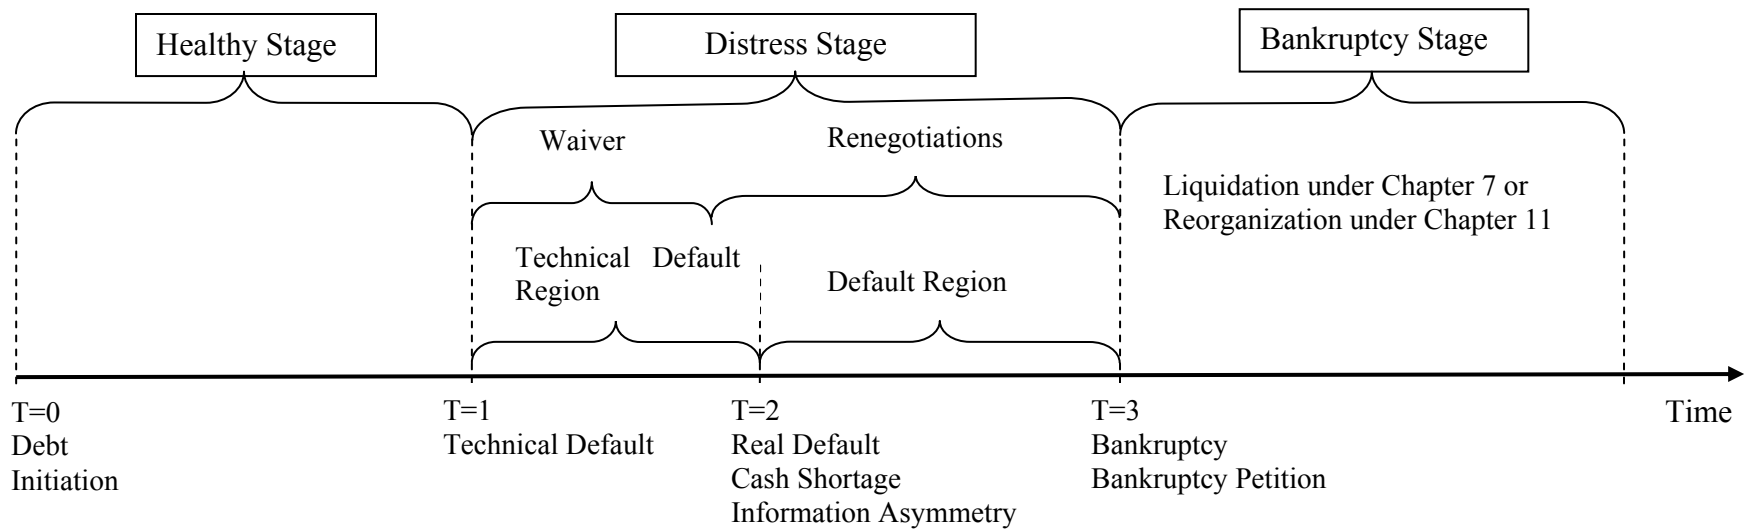 Healthy Stage
Distress Stage
Bankruptcy Stage
Waiver
Renegotiations
Liquidation under Chapter 7 or
Reorganization under Chapter 11
Technical Default
Region
Default Region
T=0
Debt
Initiation
T=1
Technical Default
T=2
Real Default
Cash Shortage
Information Asymmetry
T=3
Bankruptcy
Bankruptcy Petition
Time